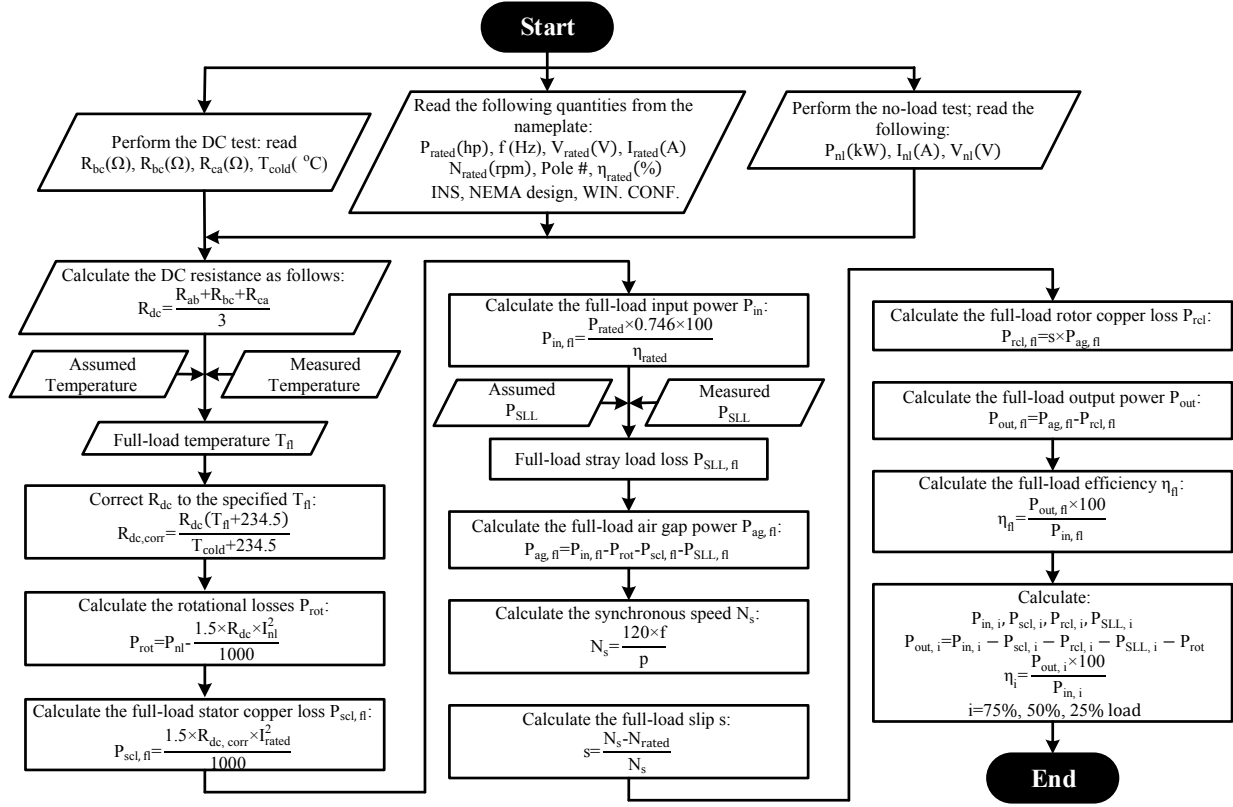 Start
Perform the DC test: read
R_bc(Ω), R_bc(Ω), R_ca(Ω), T_cold( °C)
Read the following quantities from the
nameplate:
P_rated(hp), f (Hz), V_rated(V), I_rated(A)
N_rated(rpm), Pole #, η_rated(%)
INS, NEMA design, WIN. CONF.
Perform the no-load test; read the
following:
P_nl(kW), I_nl(A), V_nl(V)
Calculate the DC resistance as follows:
R_dc=(R_ab+R_bc+R_ca)/3
Assumed
Temperature
Measured
Temperature
Full-load temperature T_fl
Correct R_dc to the specified T_fl:
R_dc,corr=R_dc(T_fl+234.5)/(T_cold+234.5)
Calculate the rotational losses P_rot:
P_rot=P_nl-(1.5×R_dc×I_nl^2)/1000
Calculate the full-load stator copper loss P_scl, fl:
P_scl, fl=(1.5×R_dc, corr×I_rated^2)/1000
Calculate the full-load input power P_in:
P_in, fl=(P_rated×0.746×100)/η_rated
Assumed
P_SLL
Measured
P_SLL
Full-load stray load loss P_SLL, fl
Calculate the full-load air gap power P_ag, fl:
P_ag, fl=P_in, fl-P_rot-P_scl, fl-P_SLL, fl
Calculate the synchronous speed N_s:
N_s=(120×f)/p
Calculate the full-load slip s:
s=(N_s-N_rated)/N_s
Calculate the full-load rotor copper loss P_rcl:
P_rcl, fl=s×P_ag, fl
Calculate the full-load output power P_out:
P_out, fl=P_ag, fl-P_rcl, fl
Calculate the full-load efficiency η_fl:
η_fl=(P_out, fl×100)/P_in, fl
Calculate:
P_in, i, P_scl, i, P_rcl, i, P_SLL, i
P_out, i=P_in, i − P_scl, i − P_rcl, i − P_SLL, i − P_rot
η_i=(P_out, i×100)/P_in, i
i=75%, 50%, 25% load
End